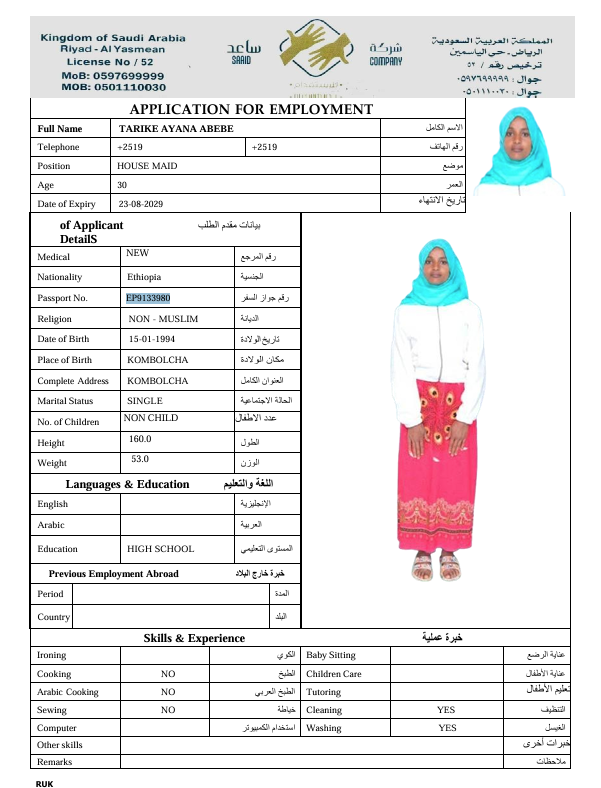 Kingdom of Saudi Arabia
Riyadh - Al Yasmean
License No / 52
MoB: 0597699999
MOB: 0501110030
ساعد
SAAID
شركة
COMPANY
المملكة العربية السعودية
الرياض - حي الياسمين
ترخيص رقم / ٥٢
جوال : ٠٥٩٧٦٩٩٩٩٩
جوال : ٠٥٠١١١٠٠٣٠
APPLICATION FOR EMPLOYMENT
Full Name TARIKE AYANA ABEBE الاسم الكامل
Telephone +2519 +2519 رقم الهاتف
Position HOUSE MAID موضع
Age 30 العمر
Date of Expiry 23-08-2029 تاريخ الانتهاء
of Applicant بيانات مقدم الطلب
DetailS
Medical NEW رقم المرجع
Nationality Ethiopia الجنسية
Passport No. EP9133980 رقم جواز السفر
Religion NON - MUSLIM الديانة
Date of Birth 15-01-1994 تاريخ الولادة
Place of Birth KOMBOLCHA مكان الولادة
Complete Address KOMBOLCHA العنوان الكامل
Marital Status SINGLE الحالة الاجتماعية
No. of Children NON CHILD عدد الاطفال
Height 160.0 الطول
Weight 53.0 الوزن
Languages & Education اللغة والتعليم
English الإنجليزية
Arabic العربية
Education HIGH SCHOOL المستوى التعليمي
Previous Employment Abroad خبرة خارج البلاد
Period المدة
Country البلد
Skills & Experience خبرة عملية
Ironing الكوي Baby Sitting عناية الرضع
Cooking NO الطبخ Children Care عناية الأطفال
Arabic Cooking NO الطبخ العربي Tutoring تعليم الأطفال
Sewing NO خياطة Cleaning YES التنظيف
Computer استخدام الكمبيوتر Washing YES الغسيل
Other skills خبرات أخرى
Remarks ملاحظات
RUK